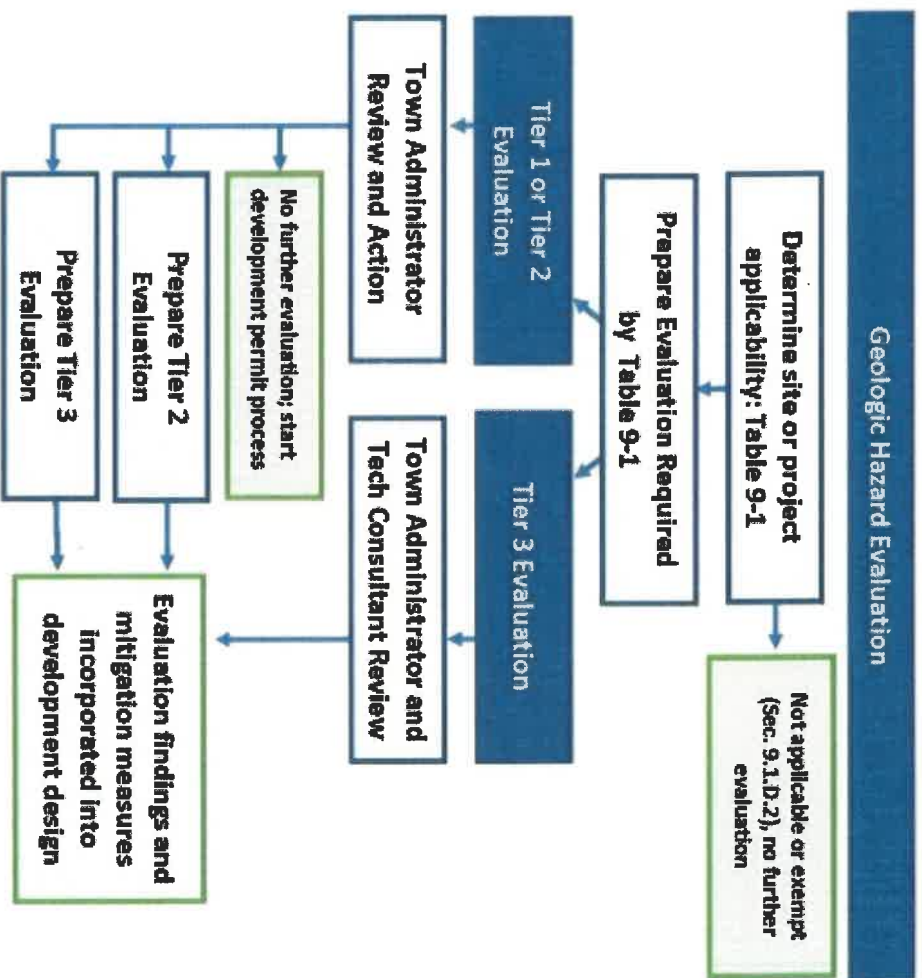 Geologic Hazard Evaluation
Determine site or project
applicability: Table 9-1
Not applicable or exempt
(Sec. 9.1.D.2), no further
evaluation
Prepare Evaluation Required
by Table 9-1
Tier 1 or Tier 2
Evaluation
Tier 3 Evaluation
Town Administrator
Review and Action
Town Administrator and
Tech Consultant Review
No further evaluation; start
development permit process
Prepare Tier 2
Evaluation
Prepare Tier 3
Evaluation
Evaluation findings and
mitigation measures
incorporated into
development design